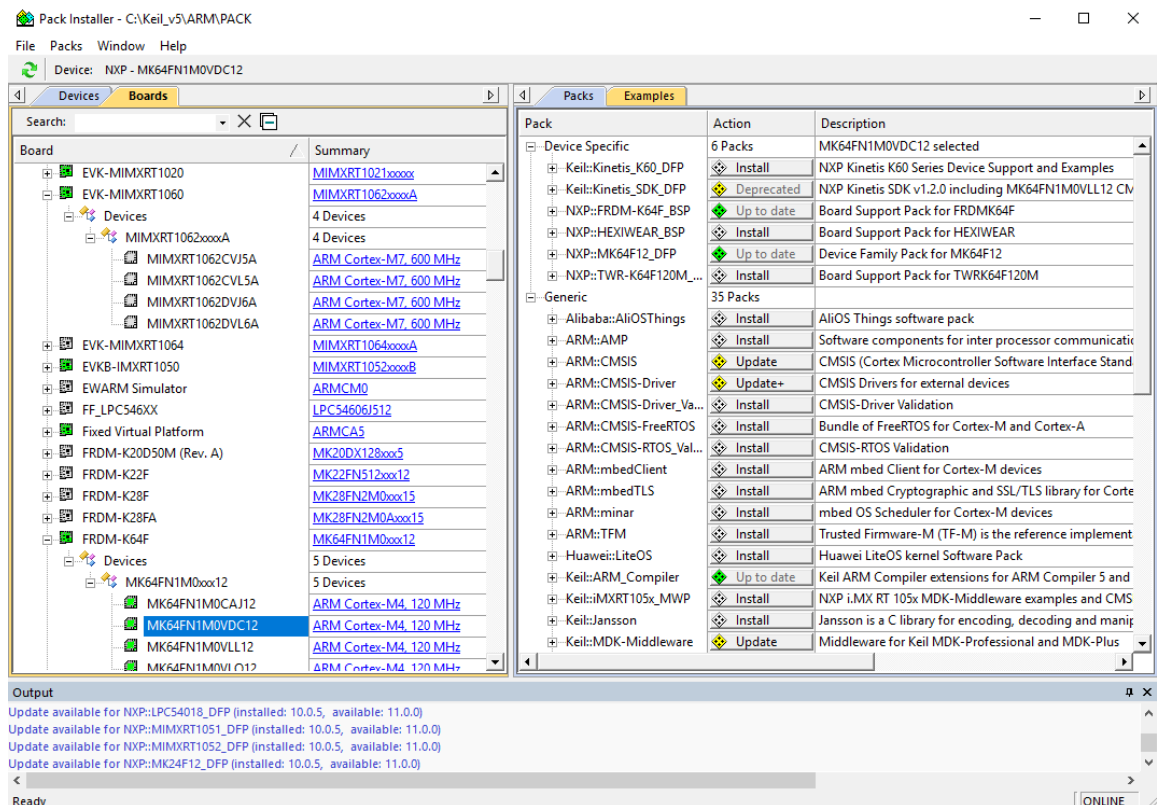 Pack Installer - C:\Keil_v5\ARM\PACK
File Packs Window Help
Device: NXP - MK64FN1M0VDC12
Devices Boards
Search:
Board Summary
EVK-MIMXRT1020 MIMXRT1021xxxxx
EVK-MIMXRT1060 MIMXRT1062xxxxA
Devices 4 Devices
MIMXRT1062xxxxA 4 Devices
MIMXRT1062CVJ5A ARM Cortex-M7, 600 MHz
MIMXRT1062CVL5A ARM Cortex-M7, 600 MHz
MIMXRT1062DVJ6A ARM Cortex-M7, 600 MHz
MIMXRT1062DVL6A ARM Cortex-M7, 600 MHz
EVK-MIMXRT1064 MIMXRT1064xxxxA
EVKB-IMXRT1050 MIMXRT1052xxxxB
EWARM Simulator ARMCM0
FF_LPC546XX LPC54606J512
Fixed Virtual Platform ARMCA5
FRDM-K20D50M (Rev. A) MK20DX128xxx5
FRDM-K22F MK22FN512xxx12
FRDM-K28F MK28FN2M0xxx15
FRDM-K28FA MK28FN2M0Axxx15
FRDM-K64F MK64FN1M0xxx12
Devices 5 Devices
MK64FN1M0xxx12 5 Devices
MK64FN1M0CAJ12 ARM Cortex-M4, 120 MHz
MK64FN1M0VDC12 ARM Cortex-M4, 120 MHz
MK64FN1M0VLL12 ARM Cortex-M4, 120 MHz
MK64FN1M0VLQ12 ARM Cortex-M4, 120 MHz
Packs Examples
Pack Action Description
Device Specific 6 Packs MK64FN1M0VDC12 selected
Keil::Kinetis_K60_DFP Install NXP Kinetis K60 Series Device Support and Examples
Keil::Kinetis_SDK_DFP Deprecated NXP Kinetis SDK v1.2.0 including MK64FN1M0VLL12 CM
NXP::FRDM-K64F_BSP Up to date Board Support Pack for FRDMK64F
NXP::HEXIWEAR_BSP Install Board Support Pack for HEXIWEAR
NXP::MK64F12_DFP Up to date Device Family Pack for MK64F12
NXP::TWR-K64F120M_... Install Board Support Pack for TWRK64F120M
Generic 35 Packs
Alibaba::AliOSThings Install AliOS Things software pack
ARM::AMP Install Software components for inter processor communicatio
ARM::CMSIS Update CMSIS (Cortex Microcontroller Software Interface Stand
ARM::CMSIS-Driver Update+ CMSIS Drivers for external devices
ARM::CMSIS-Driver_Va... Install CMSIS-Driver Validation
ARM::CMSIS-FreeRTOS Install Bundle of FreeRTOS for Cortex-M and Cortex-A
ARM::CMSIS-RTOS_Val... Install CMSIS-RTOS Validation
ARM::mbedClient Install ARM mbed Client for Cortex-M devices
ARM::mbedTLS Install ARM mbed Cryptographic and SSL/TLS library for Corte
ARM::minar Install mbed OS Scheduler for Cortex-M devices
ARM::TFM Install Trusted Firmware-M (TF-M) is the reference implement
Huawei::LiteOS Install Huawei LiteOS kernel Software Pack
Keil::ARM_Compiler Up to date Keil ARM Compiler extensions for ARM Compiler 5 and
Keil::iMXRT105x_MWP Install NXP i.MX RT 105x MDK-Middleware examples and CMS
Keil::Jansson Install Jansson is a C library for encoding, decoding and manip
Keil::MDK-Middleware Update Middleware for Keil MDK-Professional and MDK-Plus
Output
Update available for NXP::LPC54018_DFP (installed: 10.0.5, available: 11.0.0)
Update available for NXP::MIMXRT1051_DFP (installed: 10.0.5, available: 11.0.0)
Update available for NXP::MIMXRT1052_DFP (installed: 10.0.5, available: 11.0.0)
Update available for NXP::MK24F12_DFP (installed: 10.0.5, available: 11.0.0)
Ready ONLINE